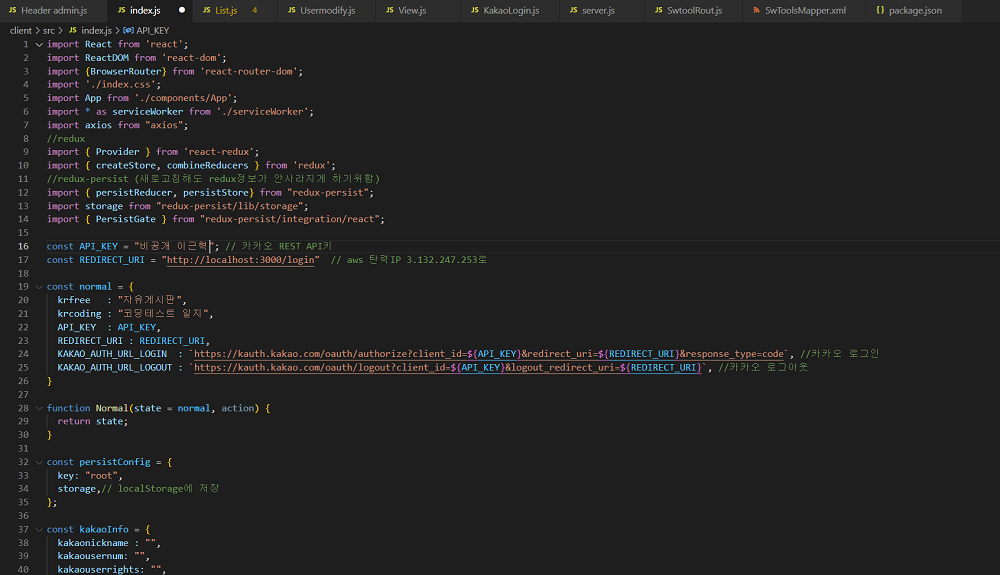 JS Header admin.js JS index.js JS List.js 4 JS Usermodify.js JS View.js JS KakaoLogin.js JS server.js JS SwtoolRout.js SwToolsMapper.xml {} package.json
client > src > JS index.js > API_KEY
1 import React from 'react';
2 import ReactDOM from 'react-dom';
3 import {BrowserRouter} from 'react-router-dom';
4 import './index.css';
5 import App from './components/App';
6 import * as serviceWorker from './serviceWorker';
7 import axios from "axios";
8 //redux
9 import { Provider } from 'react-redux';
10 import { createStore, combineReducers } from 'redux';
11 //redux-persist (새로고침해도 redux정보가 안사라지게 하기위함)
12 import { persistReducer, persistStore} from "redux-persist";
13 import storage from "redux-persist/lib/storage";
14 import { PersistGate } from "redux-persist/integration/react";
15
16 const API_KEY = "비공개 이근혁"; // 카카오 REST API키
17 const REDIRECT_URI = "http://localhost:3000/login" // aws 탄력IP 3.132.247.253로
18
19 const normal = {
20 krfree : "자유게시판",
21 krcoding : "코딩테스트 일지",
22 API_KEY : API_KEY,
23 REDIRECT_URI : REDIRECT_URI,
24 KAKAO_AUTH_URL_LOGIN : `https://kauth.kakao.com/oauth/authorize?client_id=${API_KEY}&redirect_uri=${REDIRECT_URI}&response_type=code`, //카카오 로그인
25 KAKAO_AUTH_URL_LOGOUT : `https://kauth.kakao.com/oauth/logout?client_id=${API_KEY}&logout_redirect_uri=${REDIRECT_URI}`, //카카오 로그아웃
26 }
27
28 function Normal(state = normal, action) {
29 return state;
30 }
31
32 const persistConfig = {
33 key: "root",
34 storage,// localStorage에 저장
35 };
36
37 const kakaoInfo = {
38 kakaonickname : "",
39 kakaousernum: "",
40 kakaouserrights: "",